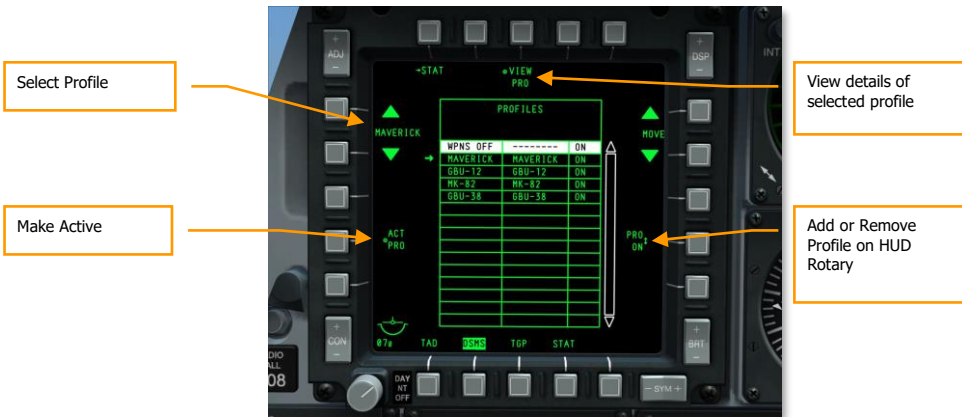 Select Profile
Make Active
View details of
selected profile
Add or Remove
Profile on HUD
Rotary
+
ADJ
-
+
DSP
-
INT
→STAT
VIEW
PRO
PROFILES
MAVERICK
MOVE
WPNS OFF -------- ON
→ MAVERICK MAVERICK ON
GBU-12 GBU-12 ON
MK-82 MK-82 ON
GBU-38 GBU-38 ON
ACT
PRO
PRO
ON
TAD DSMS TGP STAT
+
CON
-
+
BRT
-
DIO
ALL
08
DAY
NT
OFF
- SYM +